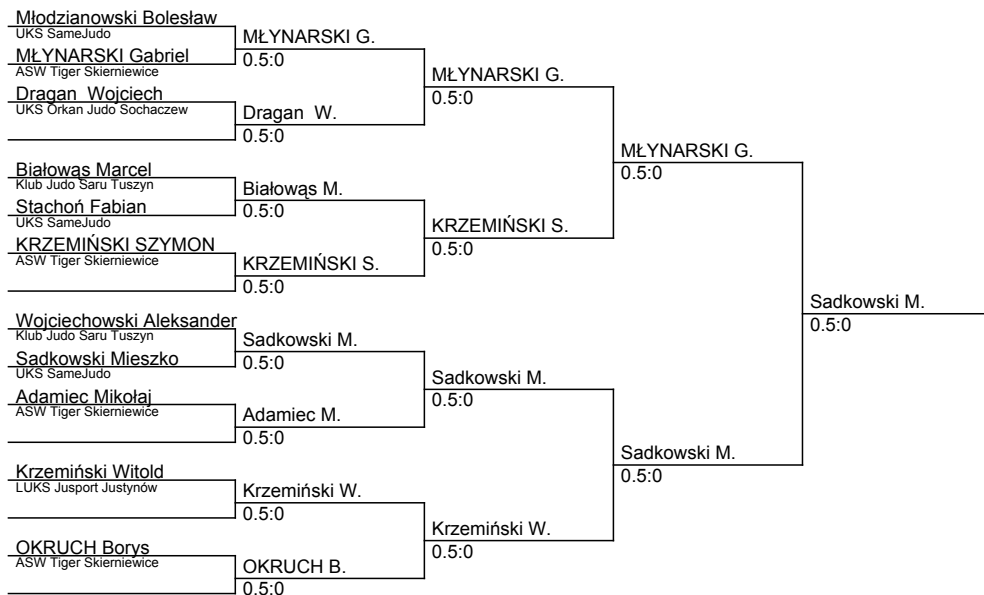 Młodzianowski Bolesław
UKS SameJudo
MŁYNARSKI Gabriel
ASW Tiger Skierniewice
Dragan  Wojciech
UKS Orkan Judo Sochaczew
Białowąs Marcel
Klub Judo Saru Tuszyn
Stachoń Fabian
UKS SameJudo
KRZEMIŃSKI SZYMON
ASW Tiger Skierniewice
Wojciechowski Aleksander
Klub Judo Saru Tuszyn
Sadkowski Mieszko
UKS SameJudo
Adamiec Mikołaj
ASW Tiger Skierniewice
Krzemiński Witold
LUKS Jusport Justynów
OKRUCH Borys
ASW Tiger Skierniewice
MŁYNARSKI G.
0.5:0
Dragan  W.
0.5:0
Białowąs M.
0.5:0
KRZEMIŃSKI S.
0.5:0
Sadkowski M.
0.5:0
Adamiec M.
0.5:0
Krzemiński W.
0.5:0
OKRUCH B.
0.5:0
MŁYNARSKI G.
0.5:0
KRZEMIŃSKI S.
0.5:0
Sadkowski M.
0.5:0
Krzemiński W.
0.5:0
MŁYNARSKI G.
0.5:0
Sadkowski M.
0.5:0
Sadkowski M.
0.5:0